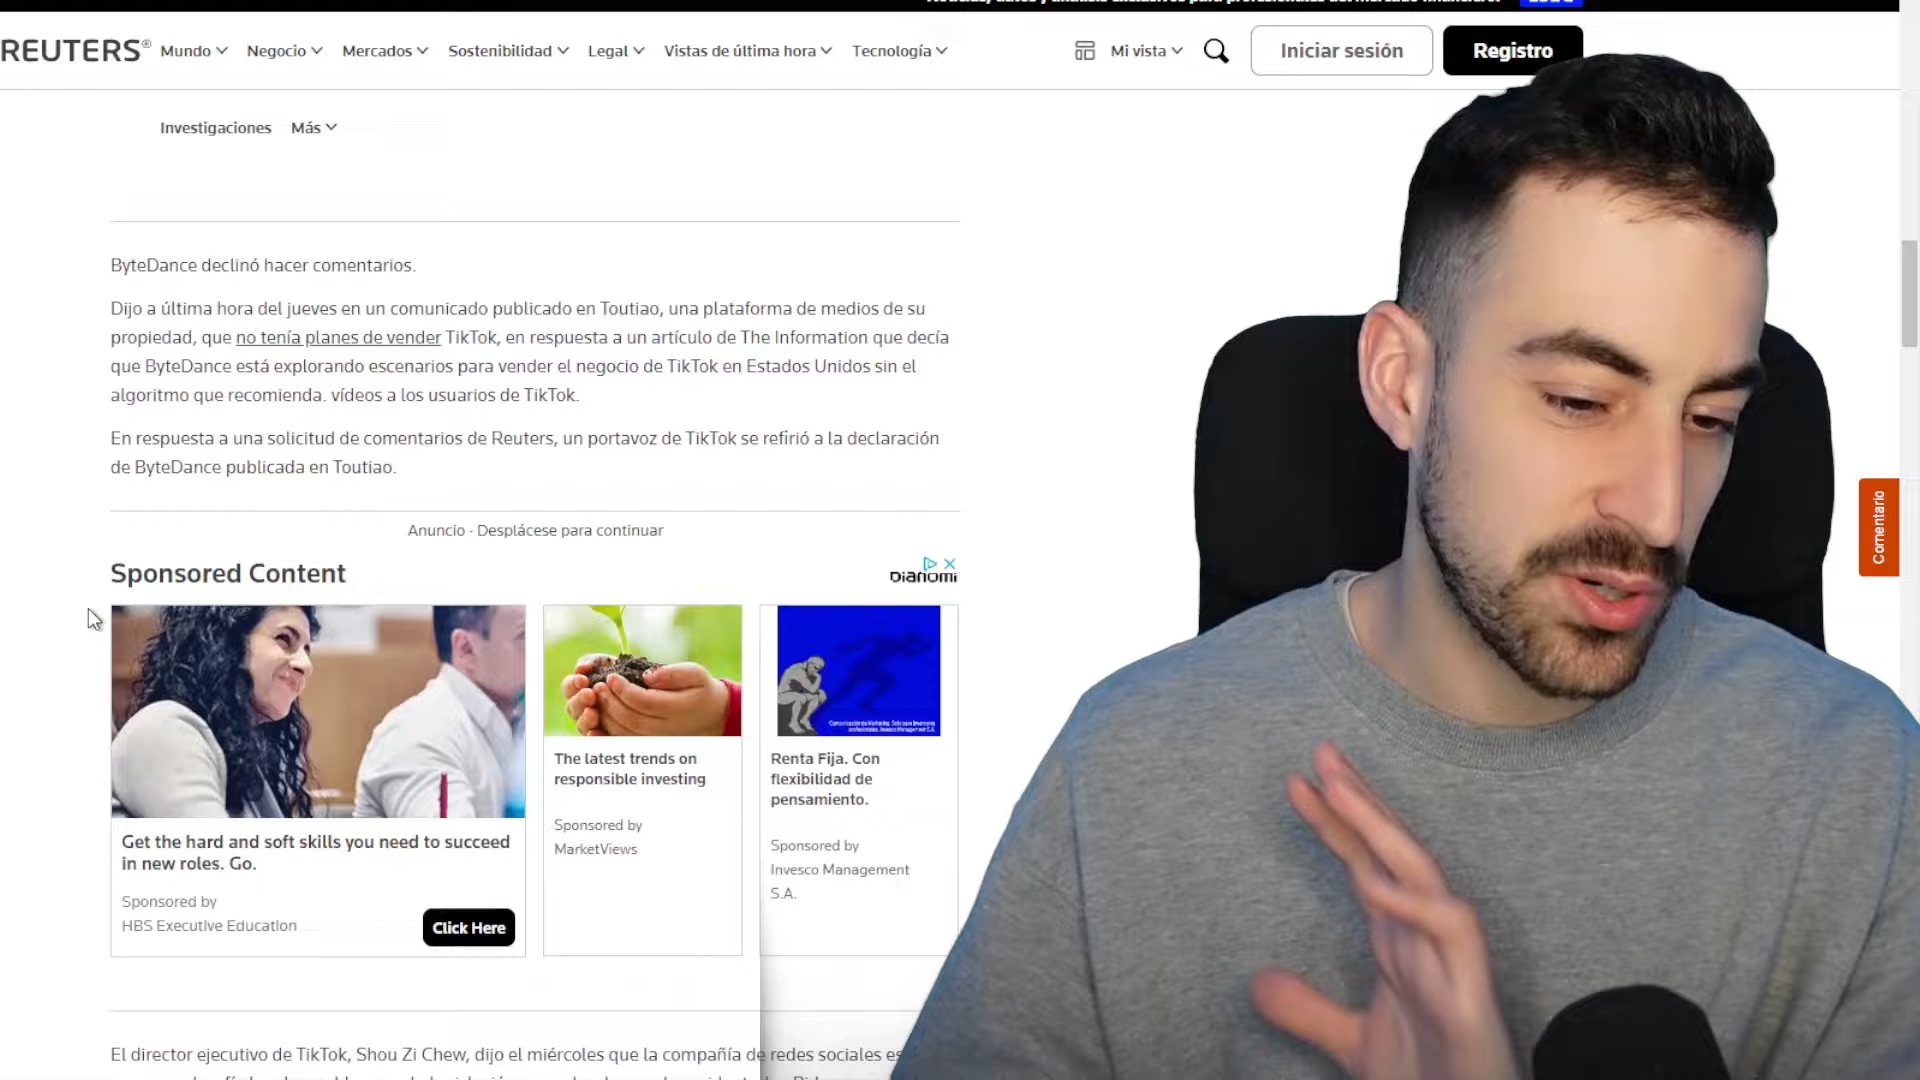 REUTERS®
Mundo
Negocio
Mercados
Sostenibilidad
Legal
Vistas de última hora
Tecnología
Mi vista
Iniciar sesión
Registro
Investigaciones
Más
ByteDance declinó hacer comentarios.
Dijo a última hora del jueves en un comunicado publicado en Toutiao, una plataforma de medios de su
propiedad, que no tenía planes de vender TikTok, en respuesta a un artículo de The Information que decía
que ByteDance está explorando escenarios para vender el negocio de TikTok en Estados Unidos sin el
algoritmo que recomienda. vídeos a los usuarios de TikTok.
En respuesta a una solicitud de comentarios de Reuters, un portavoz de TikTok se refirió a la declaración
de ByteDance publicada en Toutiao.
Anuncio · Desplácese para continuar
Sponsored Content
Dianomi
Get the hard and soft skills you need to succeed
in new roles. Go.
Sponsored by
HBS Executive Education
Click Here
The latest trends on
responsible investing
Sponsored by
MarketViews
Renta Fija. Con
flexibilidad de
pensamiento.
Sponsored by
Invesco Management
S.A.
Comentario
El director ejecutivo de TikTok, Shou Zi Chew, dijo el miércoles que la compañía de redes sociales